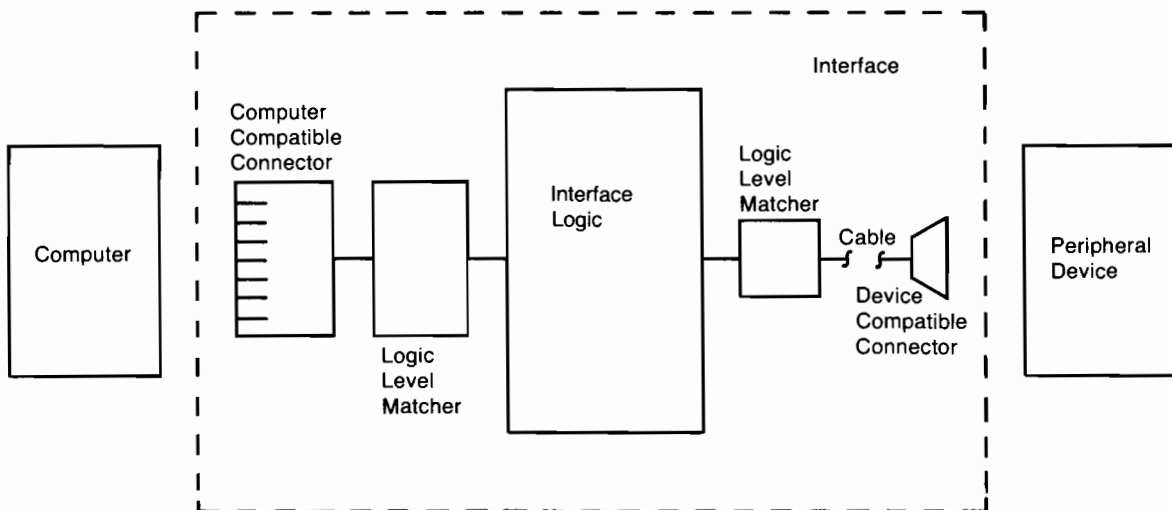 Interface
Computer
Compatible
Connector
Logic
Level
Matcher
Interface
Logic
Computer
Cable
Peripheral
Device
Device
Compatible
Connector
Logic
Level
Matcher